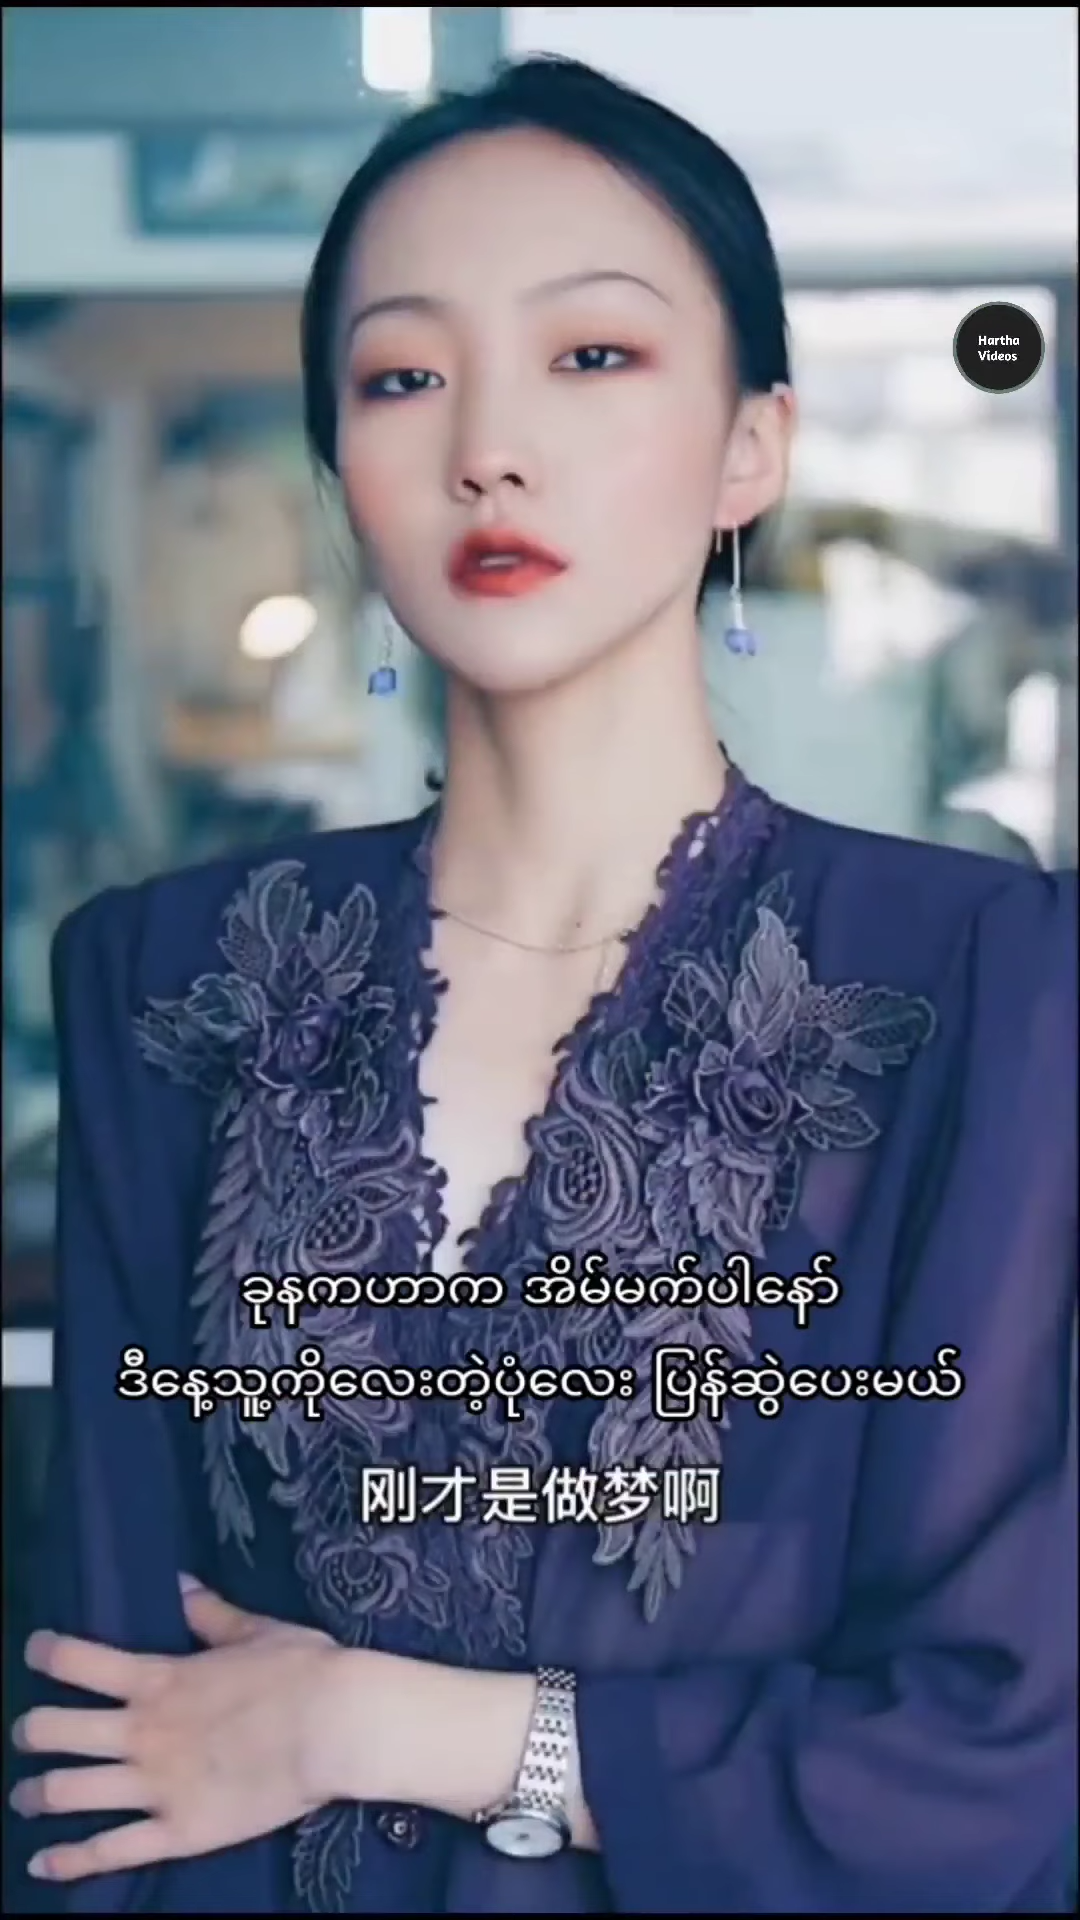 Hartha
Videos
ခုနကဟာက အိမ်မက်ပါနော်
ဒီနေ့သူ့ကိုလေးတဲ့ပုံလေး ပြန်ဆွဲပေးမယ်
刚才是做梦啊